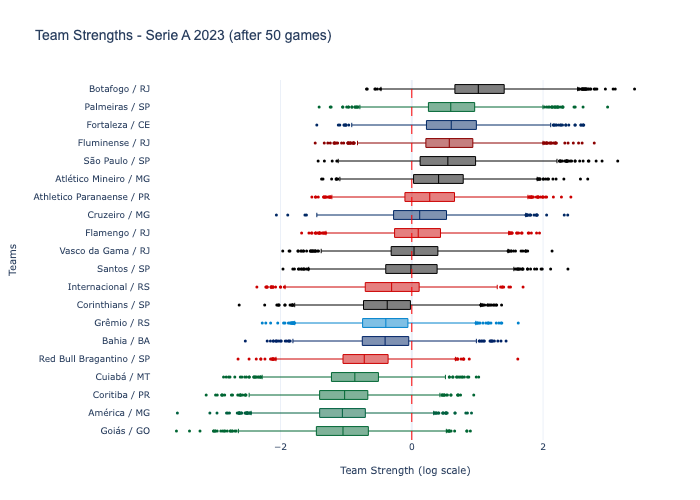 Team Strengths - Serie A 2023 (after 50 games)
Botafogo / RJ
Palmeiras / SP
Fortaleza / CE
Fluminense / RJ
São Paulo / SP
Atlético Mineiro / MG
Athletico Paranaense / PR
Cruzeiro / MG
Flamengo / RJ
Vasco da Gama / RJ
Santos / SP
Internacional / RS
Corinthians / SP
Grêmio / RS
Bahia / BA
Red Bull Bragantino / SP
Cuiabá / MT
Coritiba / PR
América / MG
Goiás / GO
Teams
−2 0 2
Team Strength (log scale)